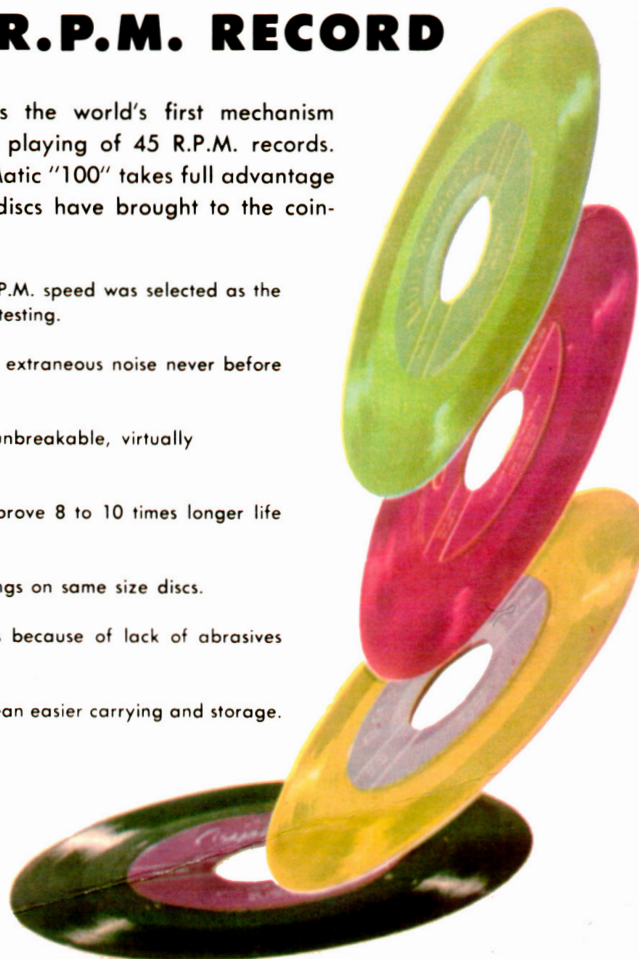 R.P.M. RECORD
s the world's first mechanism
playing of 45 R.P.M. records.
Matic "100" takes full advantage
discs have brought to the coin-
P.M. speed was selected as the
testing.
extraneous noise never before
unbreakable, virtually
prove 8 to 10 times longer life
ngs on same size discs.
s because of lack of abrasives
an easier carrying and storage.